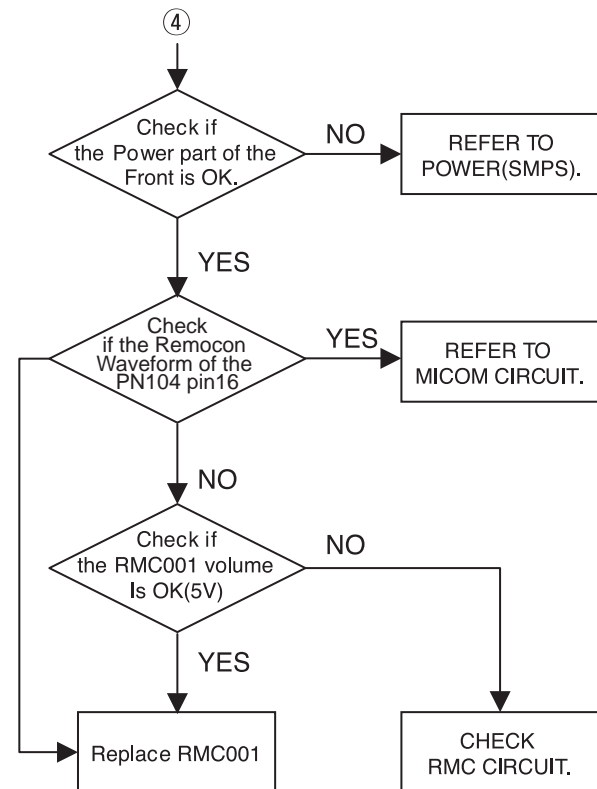 ④
Check if
the Power part of the
Front is OK.
NO
REFER TO
POWER(SMPS).
YES
Check
if the Remocon
Waveform of the
PN104 pin16
YES
REFER TO
MICOM CIRCUIT.
NO
Check if
the RMC001 volume
Is OK(5V)
NO
YES
Replace RMC001
CHECK
RMC CIRCUIT.